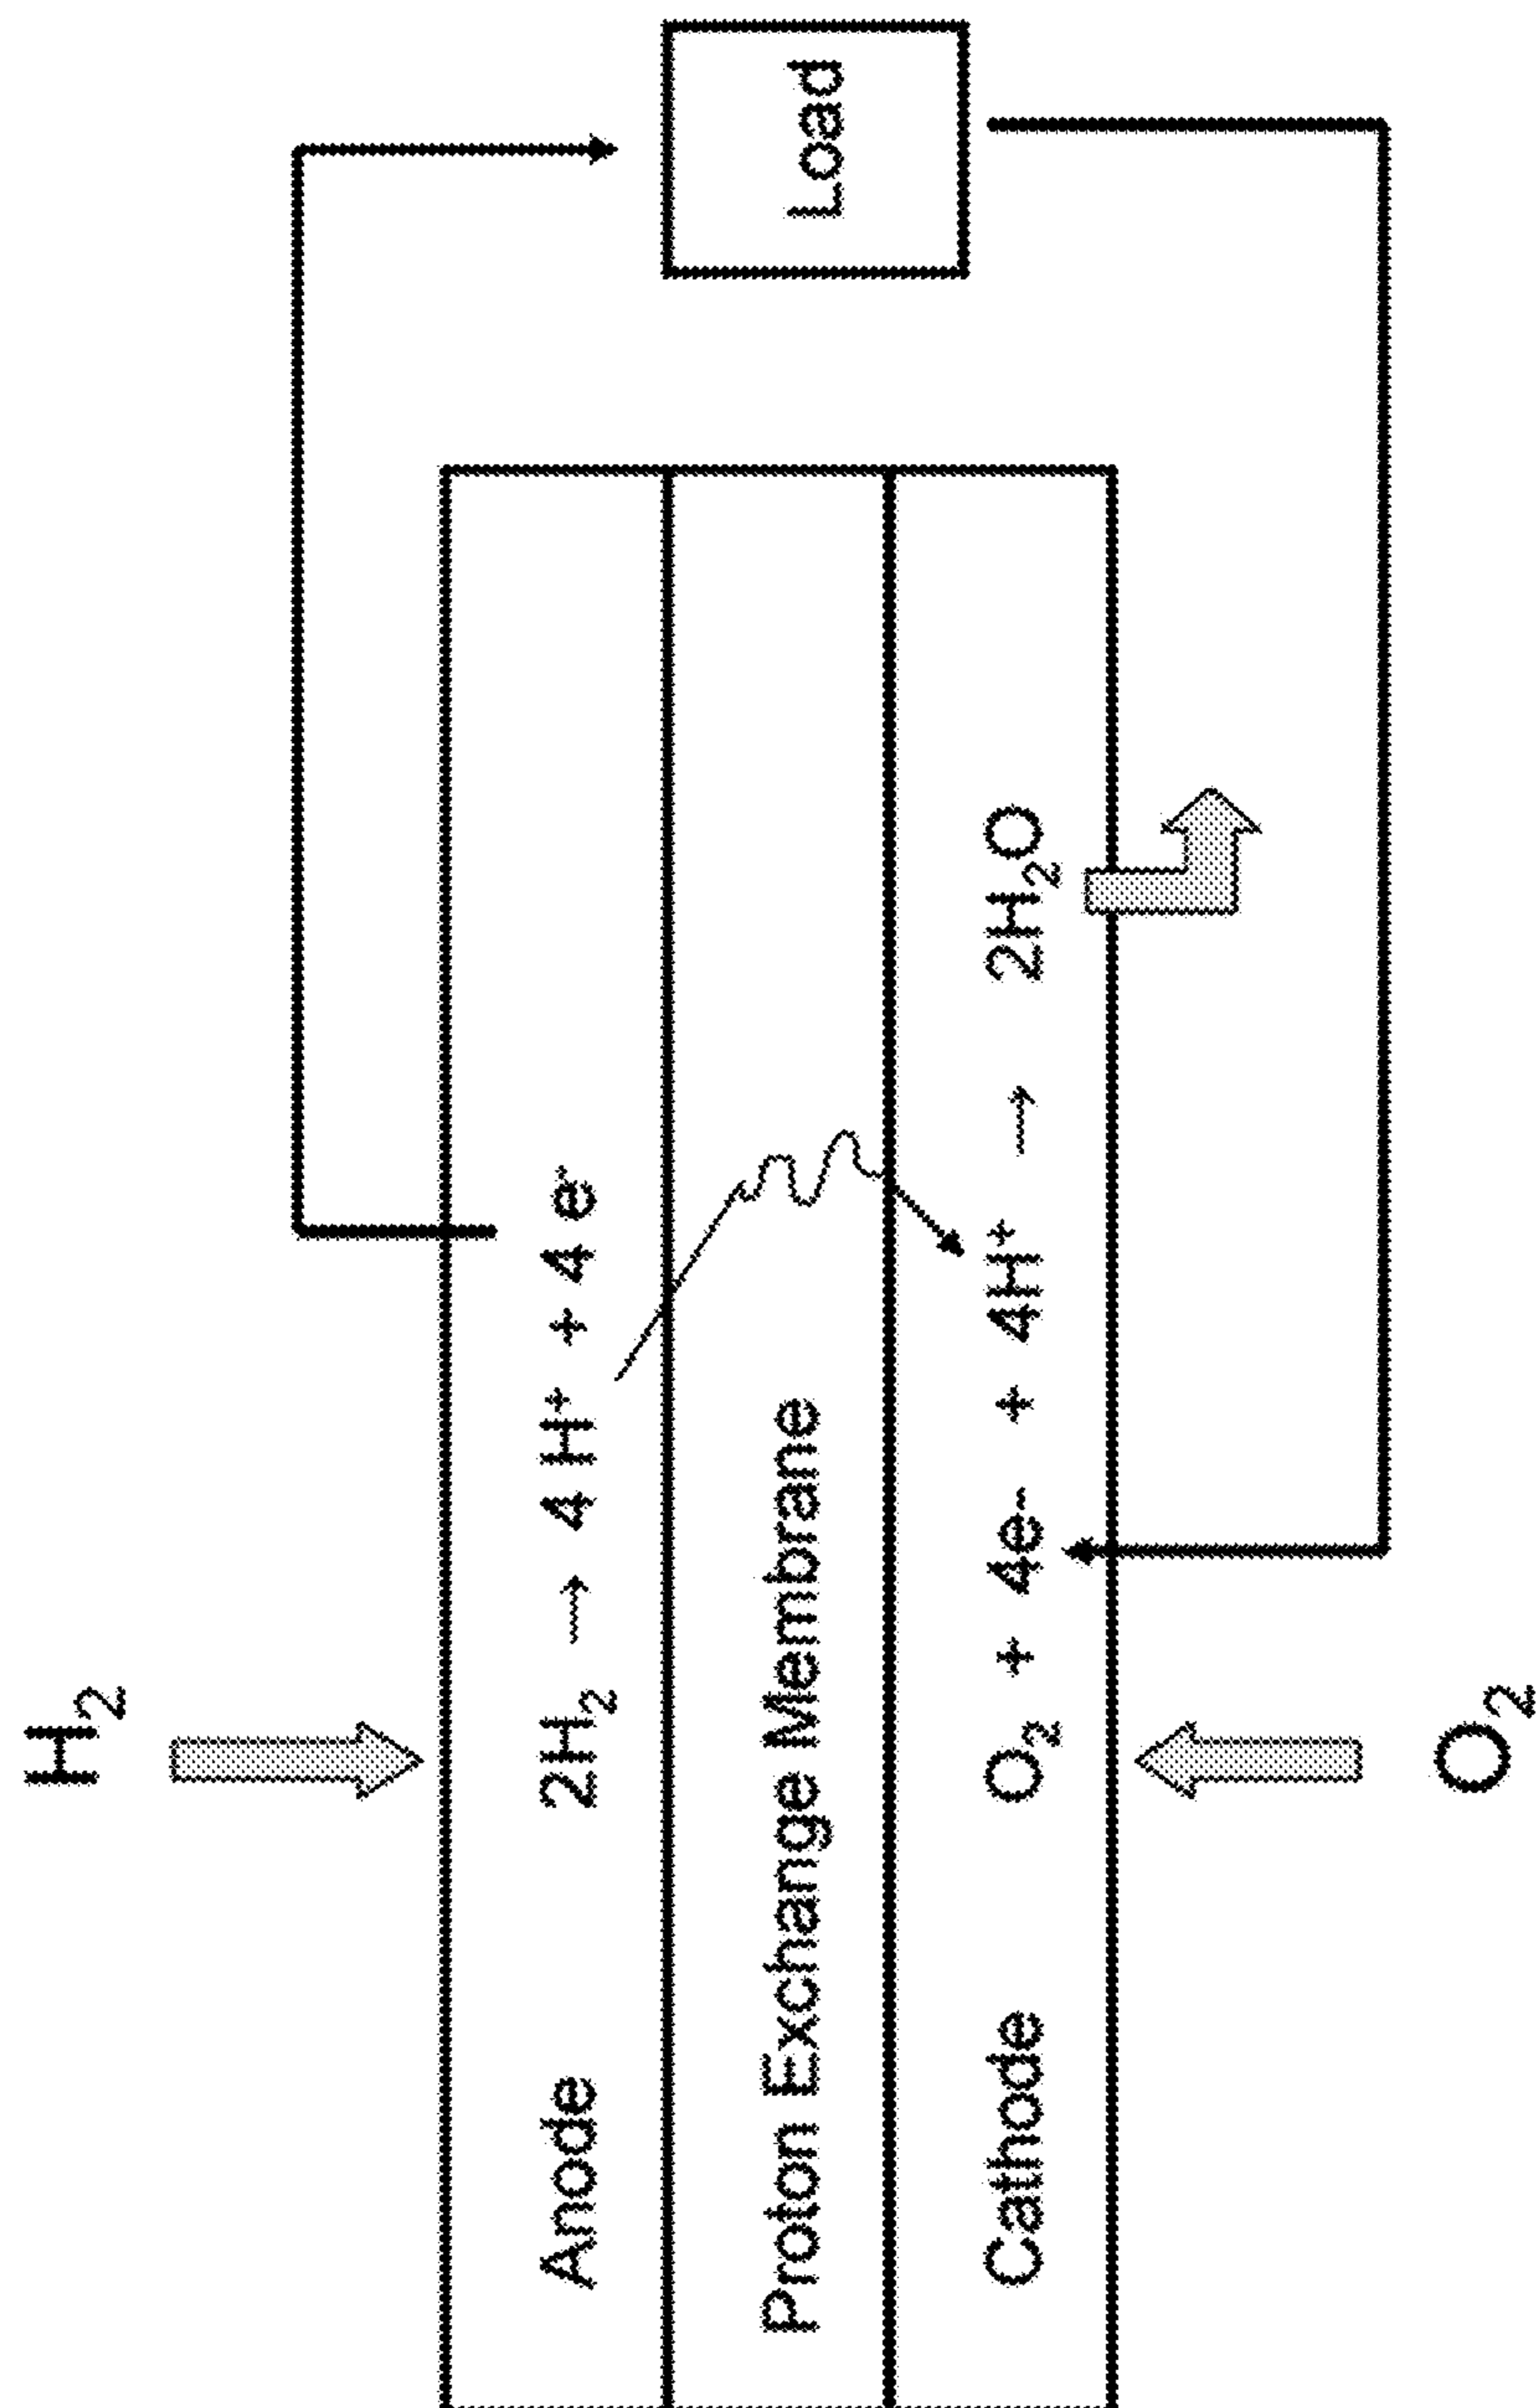 H₂
Anode 2H₂ → 4 H⁺ + 4 e⁻
Proton Exchange Membrane
Load
Cathode O₂ + 4e⁻ + 4H⁺ → 2H₂O
O₂